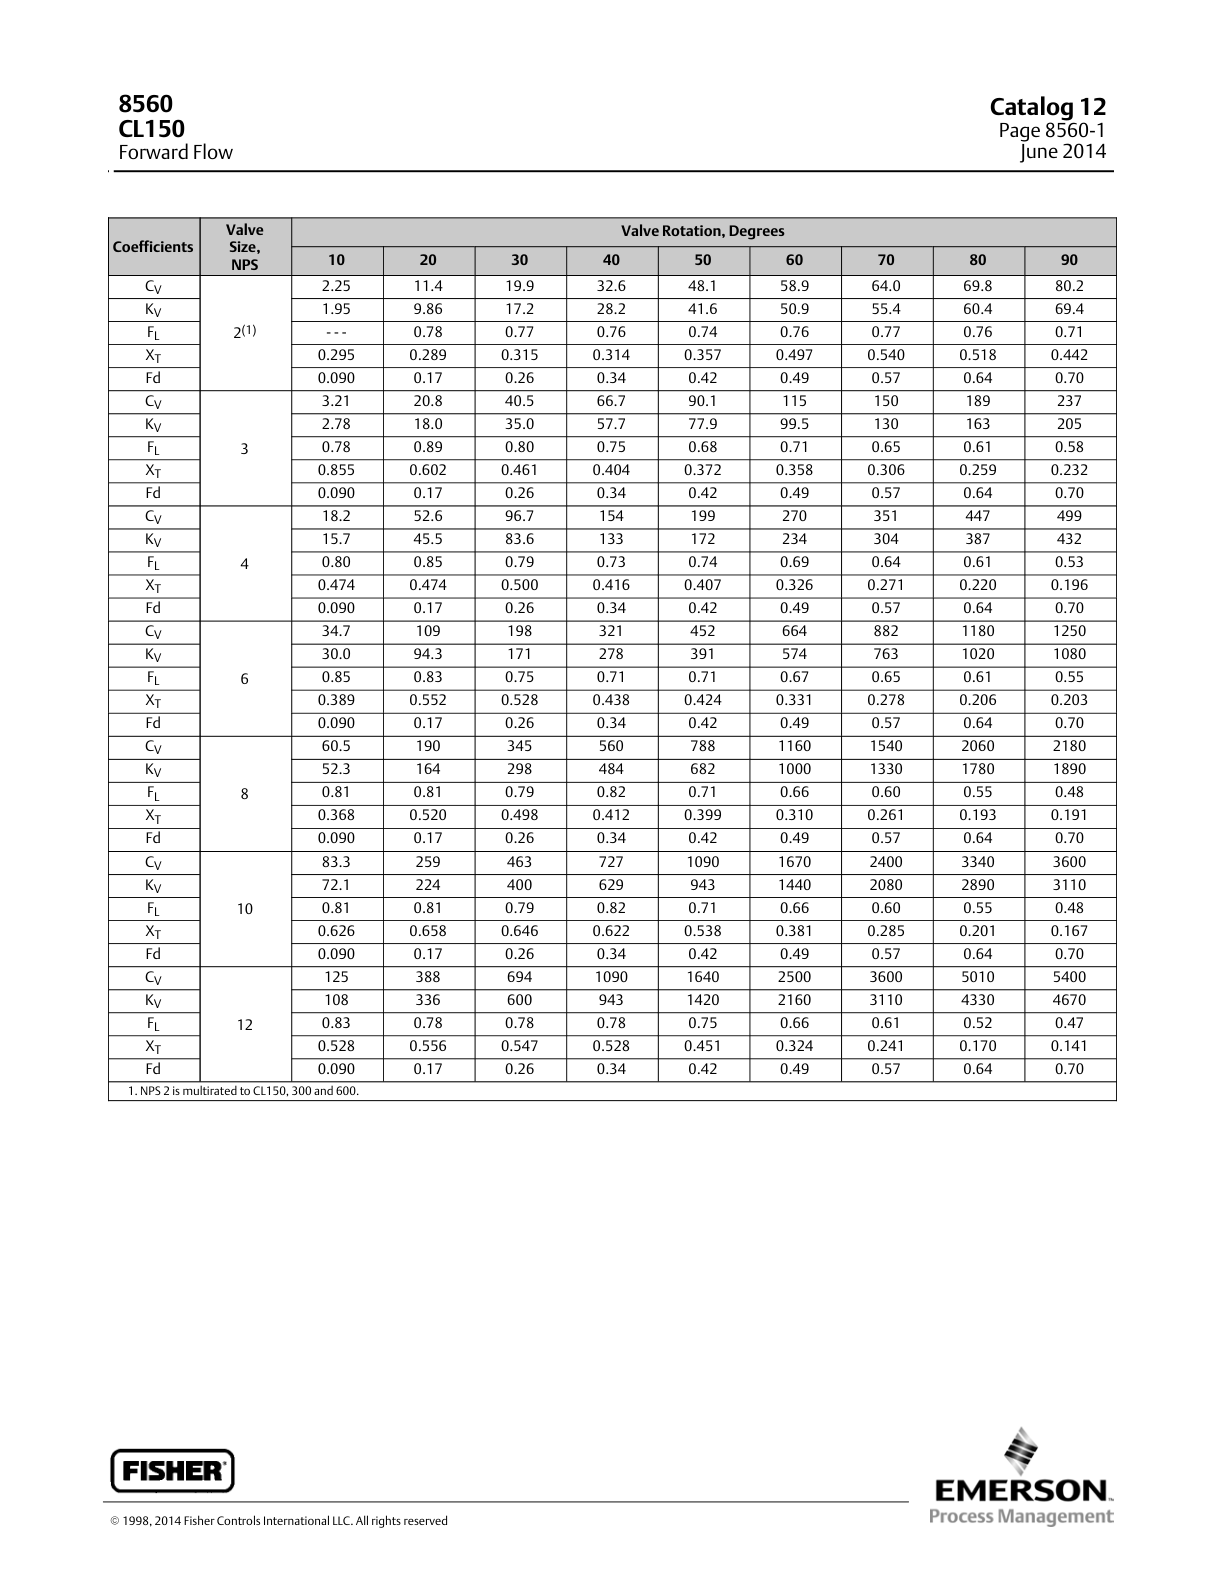 8560
CL150
Forward Flow
Catalog 12
Page 8560-1
June 2014
Coefficients Valve Size, NPS Valve Rotation, Degrees
10 20 30 40 50 60 70 80 90
CV 2.25 11.4 19.9 32.6 48.1 58.9 64.0 69.8 80.2
KV 1.95 9.86 17.2 28.2 41.6 50.9 55.4 60.4 69.4
FL 2(1) - - - 0.78 0.77 0.76 0.74 0.76 0.77 0.76 0.71
XT 0.295 0.289 0.315 0.314 0.357 0.497 0.540 0.518 0.442
Fd 0.090 0.17 0.26 0.34 0.42 0.49 0.57 0.64 0.70
CV 3.21 20.8 40.5 66.7 90.1 115 150 189 237
KV 2.78 18.0 35.0 57.7 77.9 99.5 130 163 205
FL 3 0.78 0.89 0.80 0.75 0.68 0.71 0.65 0.61 0.58
XT 0.855 0.602 0.461 0.404 0.372 0.358 0.306 0.259 0.232
Fd 0.090 0.17 0.26 0.34 0.42 0.49 0.57 0.64 0.70
CV 18.2 52.6 96.7 154 199 270 351 447 499
KV 15.7 45.5 83.6 133 172 234 304 387 432
FL 4 0.80 0.85 0.79 0.73 0.74 0.69 0.64 0.61 0.53
XT 0.474 0.474 0.500 0.416 0.407 0.326 0.271 0.220 0.196
Fd 0.090 0.17 0.26 0.34 0.42 0.49 0.57 0.64 0.70
CV 34.7 109 198 321 452 664 882 1180 1250
KV 30.0 94.3 171 278 391 574 763 1020 1080
FL 6 0.85 0.83 0.75 0.71 0.71 0.67 0.65 0.61 0.55
XT 0.389 0.552 0.528 0.438 0.424 0.331 0.278 0.206 0.203
Fd 0.090 0.17 0.26 0.34 0.42 0.49 0.57 0.64 0.70
CV 60.5 190 345 560 788 1160 1540 2060 2180
KV 52.3 164 298 484 682 1000 1330 1780 1890
FL 8 0.81 0.81 0.79 0.82 0.71 0.66 0.60 0.55 0.48
XT 0.368 0.520 0.498 0.412 0.399 0.310 0.261 0.193 0.191
Fd 0.090 0.17 0.26 0.34 0.42 0.49 0.57 0.64 0.70
CV 83.3 259 463 727 1090 1670 2400 3340 3600
KV 72.1 224 400 629 943 1440 2080 2890 3110
FL 10 0.81 0.81 0.79 0.82 0.71 0.66 0.60 0.55 0.48
XT 0.626 0.658 0.646 0.622 0.538 0.381 0.285 0.201 0.167
Fd 0.090 0.17 0.26 0.34 0.42 0.49 0.57 0.64 0.70
CV 125 388 694 1090 1640 2500 3600 5010 5400
KV 108 336 600 943 1420 2160 3110 4330 4670
FL 12 0.83 0.78 0.78 0.78 0.75 0.66 0.61 0.52 0.47
XT 0.528 0.556 0.547 0.528 0.451 0.324 0.241 0.170 0.141
Fd 0.090 0.17 0.26 0.34 0.42 0.49 0.57 0.64 0.70
1. NPS 2 is multirated to CL150, 300 and 600.
FISHER®
EMERSON™
Process Management
© 1998, 2014 Fisher Controls International LLC. All rights reserved